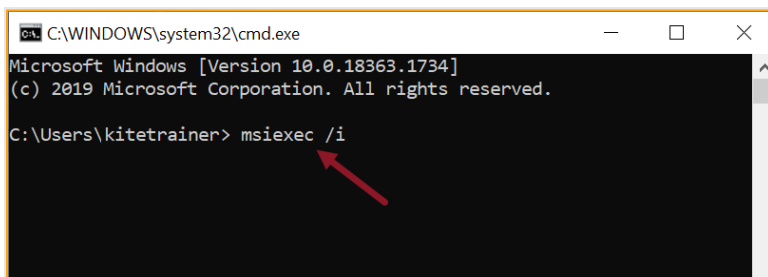 C:\WINDOWS\system32\cmd.exe
Microsoft Windows [Version 10.0.18363.1734]
(c) 2019 Microsoft Corporation. All rights reserved.
C:\Users\kitetrainer> msiexec /i